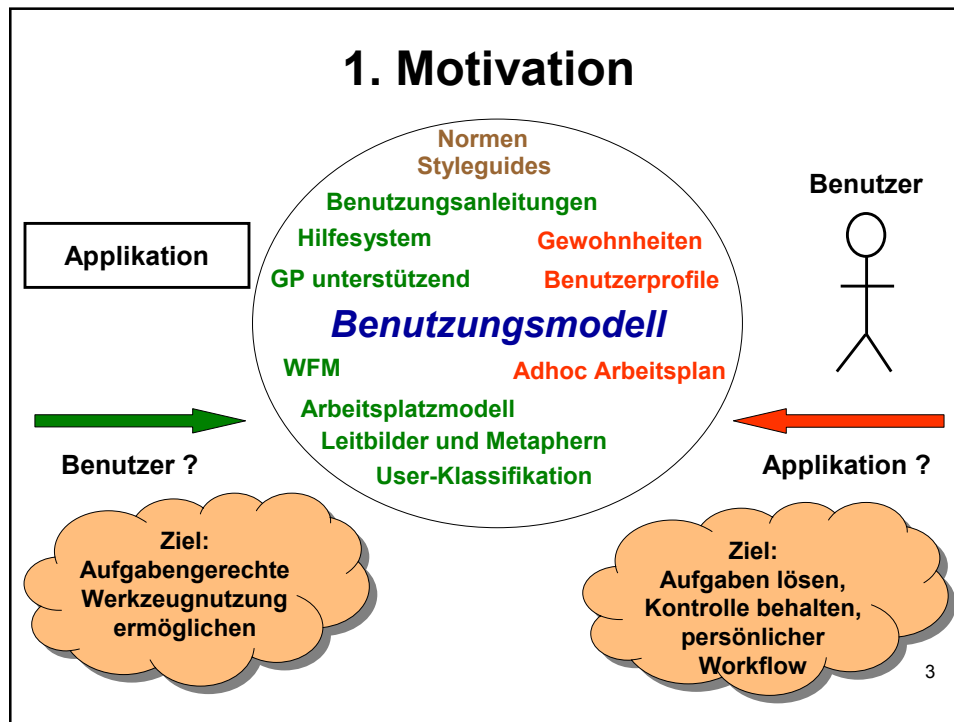 1. Motivation
Normen
Styleguides
Benutzungsanleitungen
Hilfesystem
Gewohnheiten
GP unterstützend
Benutzerprofile
Benutzungsmodell
WFM
Adhoc Arbeitsplan
Arbeitsplatzmodell
Leitbilder und Metaphern
User-Klassifikation
Applikation
Benutzer
Benutzer ?
Applikation ?
Ziel:
Aufgabengerechte
Werkzeugnutzung
ermöglichen
Ziel:
Aufgaben lösen,
Kontrolle behalten,
persönlicher
Workflow
3